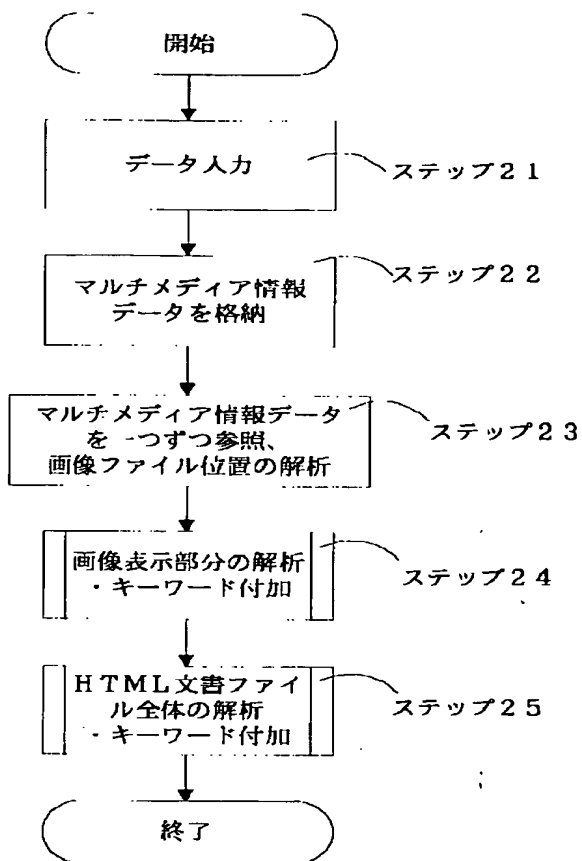 開始
データ入力
ステップ21
マルチメディア情報
データを格納
ステップ22
マルチメディア情報データ
を一つずつ参照、
画像ファイル位置の解析
ステップ23
画像表示部分の解析
・キーワード付加
ステップ24
HTML文書ファイ
ル全体の解析
・キーワード付加
ステップ25
終了